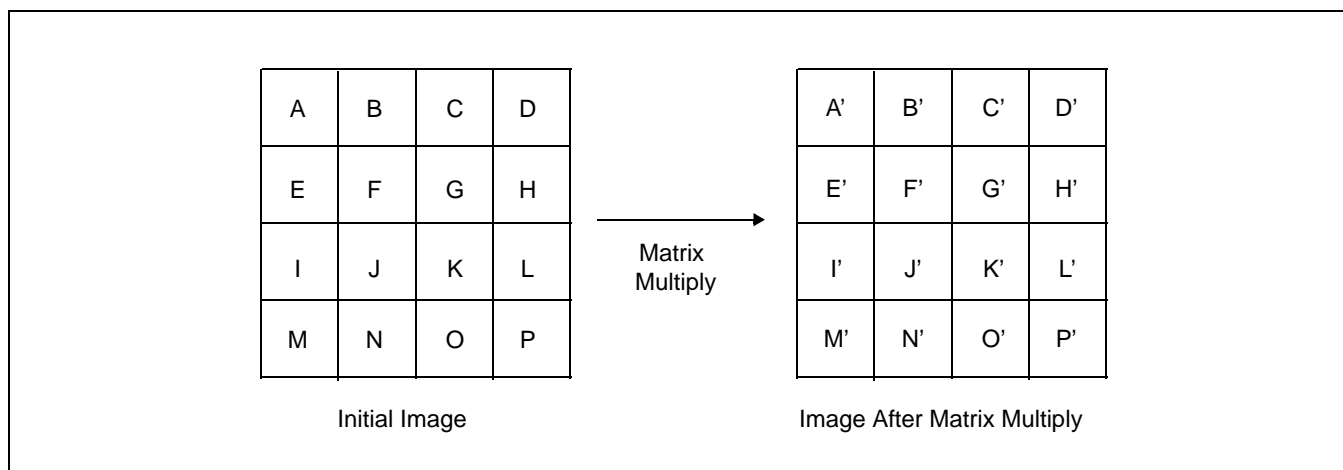 A B C D A’ B’ C’ D’
E F G H E’ F’ G’ H’
Matrix
Multiply
I J K L I’ J’ K’ L’
M N O P M’ N’ O’ P’
Initial Image
Image After Matrix Multiply